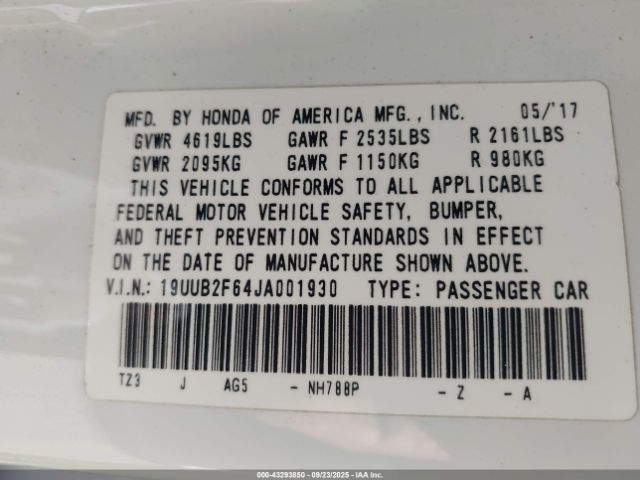 MFD. BY HONDA OF AMERICA MFG., INC. 05/'17
GVWR 4619LBS GAWR F 2535LBS R 2161LBS
GVWR 2095KG GAWR F 1150KG R 980KG
THIS VEHICLE CONFORMS TO ALL APPLICABLE
FEDERAL MOTOR VEHICLE SAFETY, BUMPER,
AND THEFT PREVENTION STANDARDS IN EFFECT
ON THE DATE OF MANUFACTURE SHOWN ABOVE.
V.I.N.: 19UUB2F64JA001930 TYPE: PASSENGER CAR
TZ3 J AG5 - NH788P - Z - A
000-43293850 - 09/23/2025 - IAA Inc.